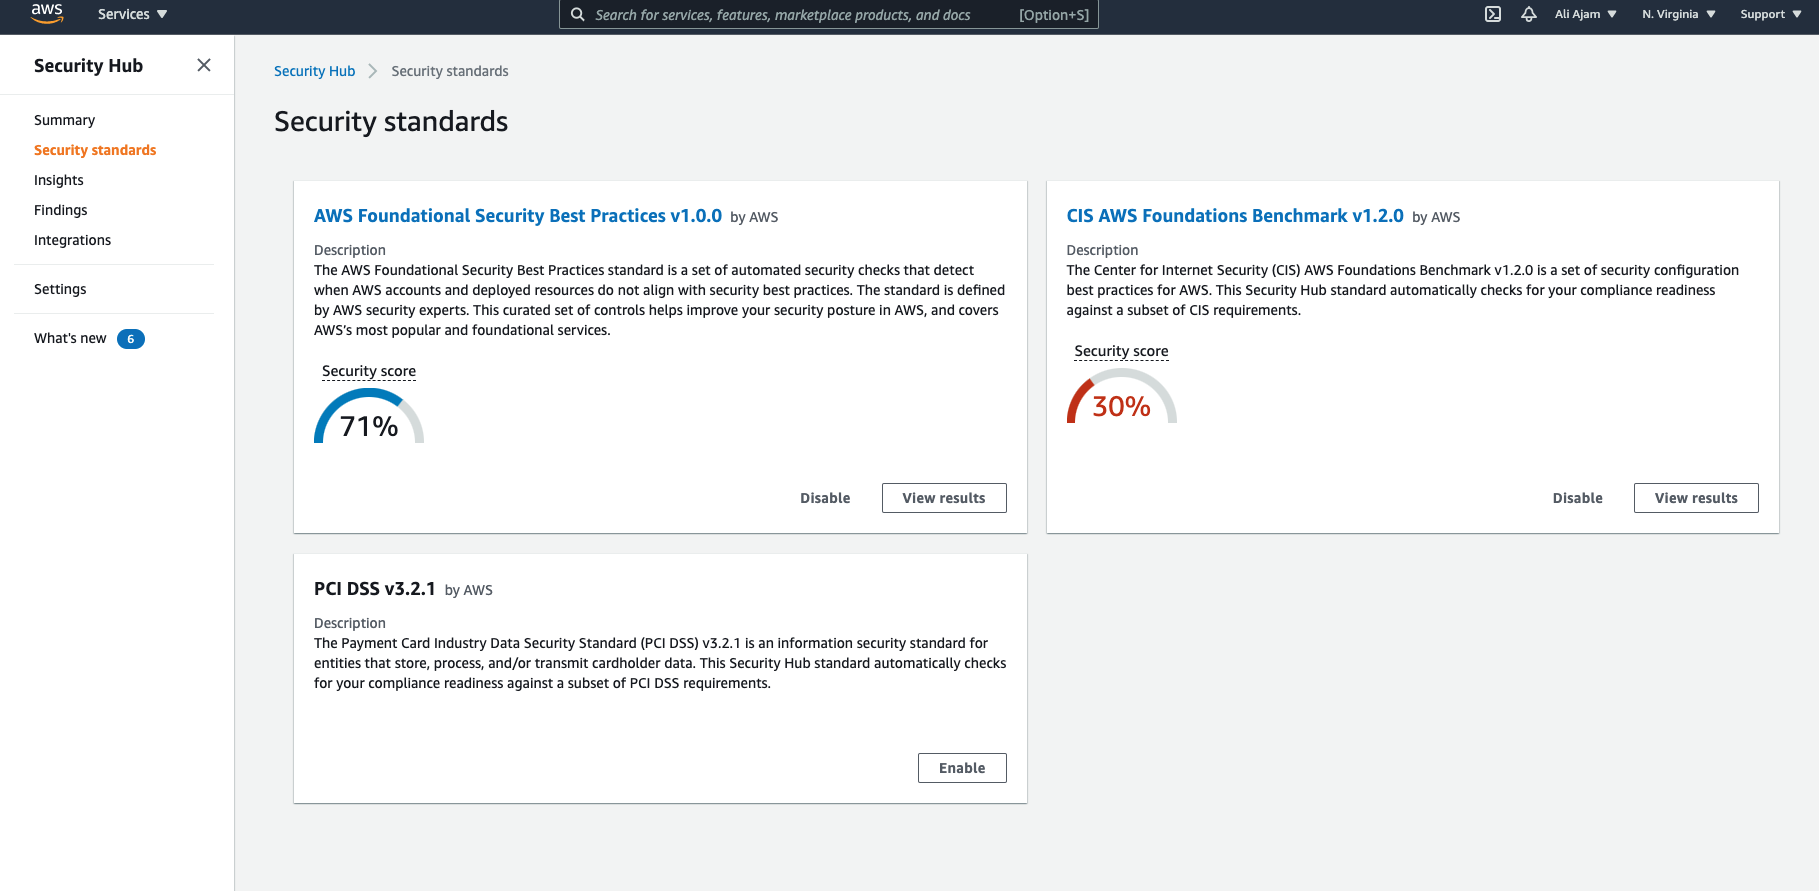 aws
Services
Search for services, features, marketplace products, and docs [Option+S]
Ali Ajam
N. Virginia
Support
Security Hub
Summary
Security standards
Insights
Findings
Integrations
Settings
What's new 6
Security Hub > Security standards
Security standards
AWS Foundational Security Best Practices v1.0.0 by AWS
Description
The AWS Foundational Security Best Practices standard is a set of automated security checks that detect
when AWS accounts and deployed resources do not align with security best practices. The standard is defined
by AWS security experts. This curated set of controls helps improve your security posture in AWS, and covers
AWS's most popular and foundational services.
Security score
71%
Disable
View results
CIS AWS Foundations Benchmark v1.2.0 by AWS
Description
The Center for Internet Security (CIS) AWS Foundations Benchmark v1.2.0 is a set of security configuration
best practices for AWS. This Security Hub standard automatically checks for your compliance readiness
against a subset of CIS requirements.
Security score
30%
Disable
View results
PCI DSS v3.2.1 by AWS
Description
The Payment Card Industry Data Security Standard (PCI DSS) v3.2.1 is an information security standard for
entities that store, process, and/or transmit cardholder data. This Security Hub standard automatically checks
for your compliance readiness against a subset of PCI DSS requirements.
Enable